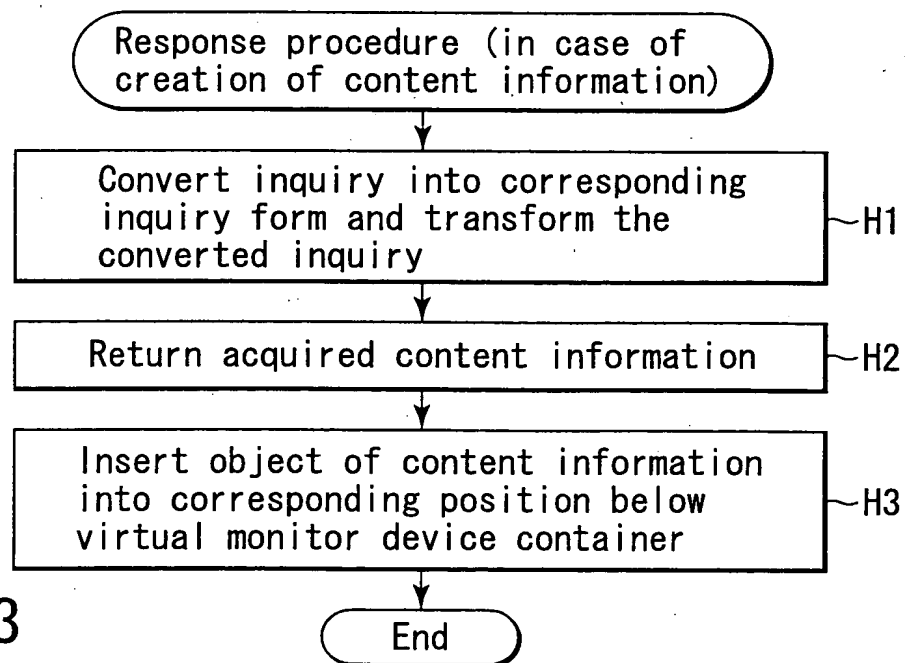 Response procedure (in case of
creation of content information)
Convert inquiry into corresponding
inquiry form and transform the
converted inquiry
H1
Return acquired content information
H2
Insert object of content information
into corresponding position below
virtual monitor device container
H3
3
End